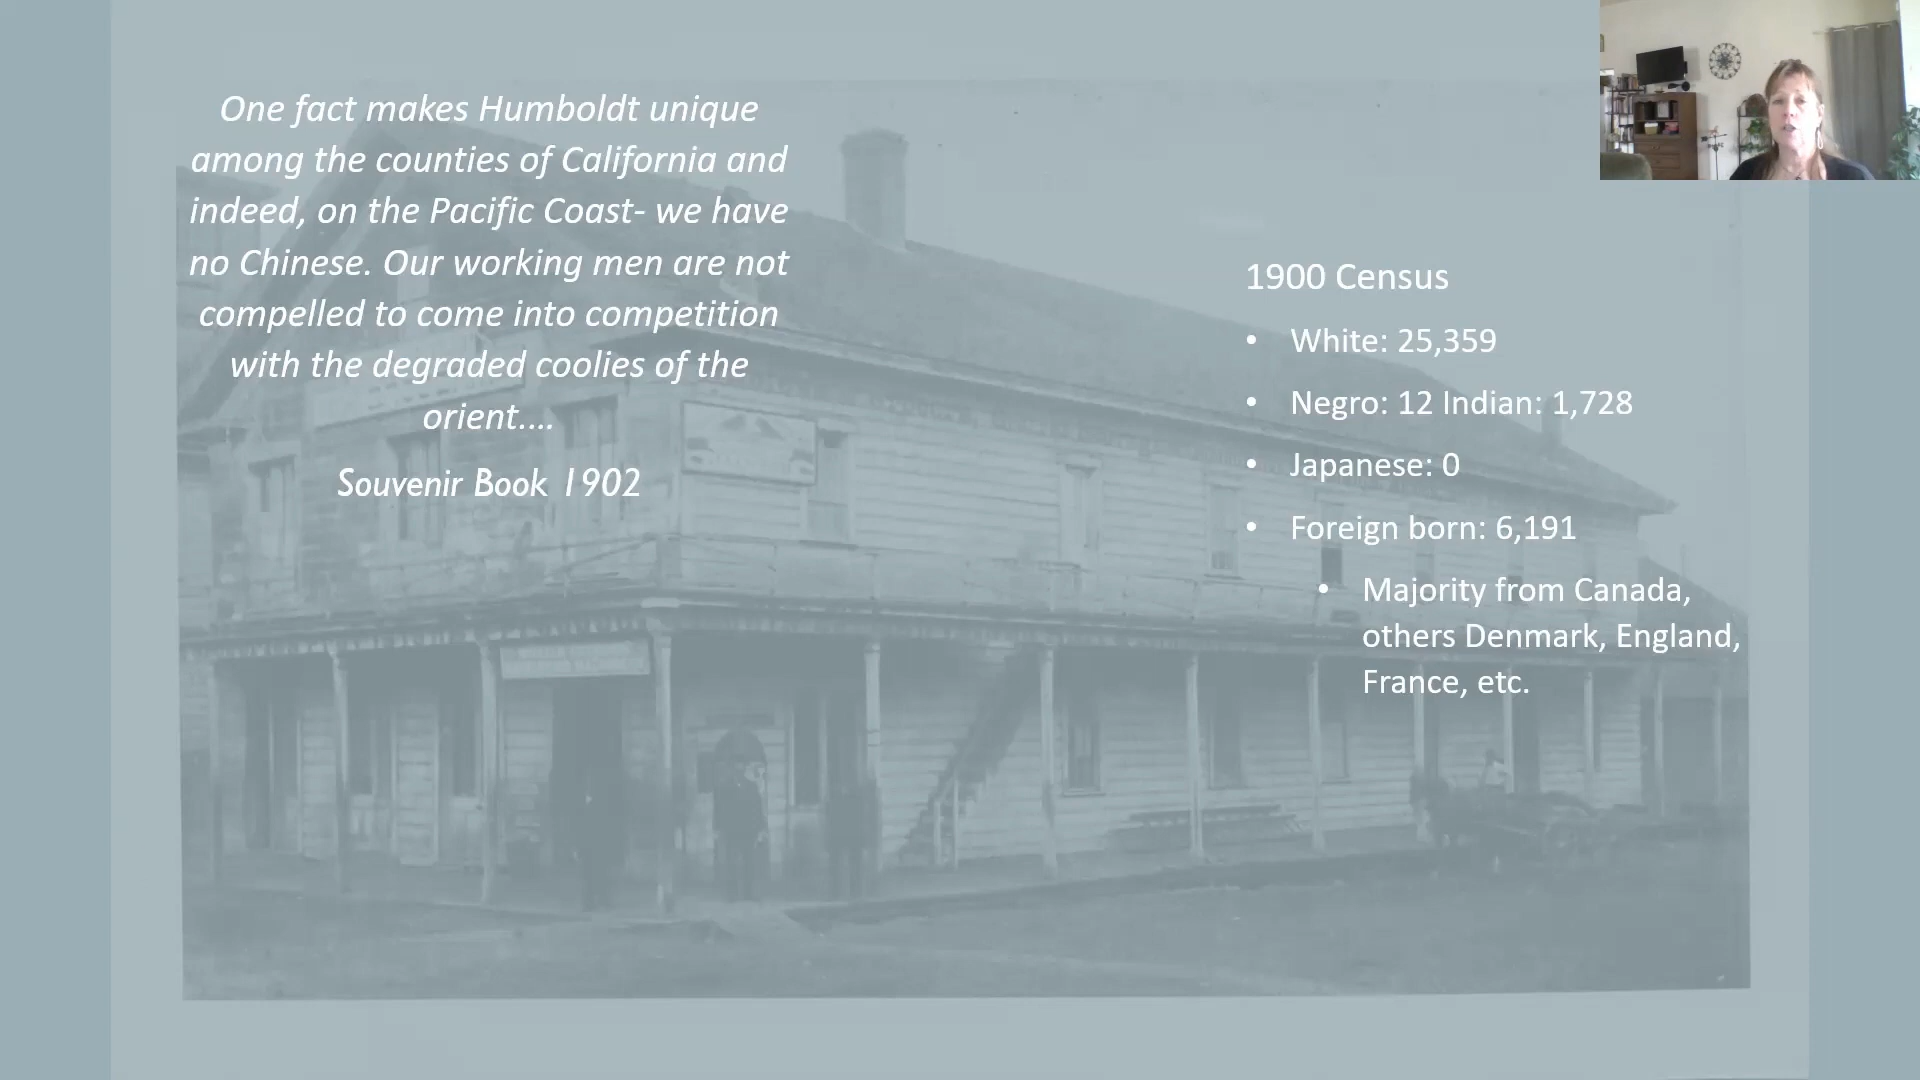 One fact makes Humboldt unique
among the counties of California and
indeed, on the Pacific Coast- we have
no Chinese. Our working men are not
compelled to come into competition
with the degraded coolies of the
orient....
Souvenir Book 1902
1900 Census
• White: 25,359
• Negro: 12 Indian: 1,728
• Japanese: 0
• Foreign born: 6,191
• Majority from Canada,
others Denmark, England,
France, etc.